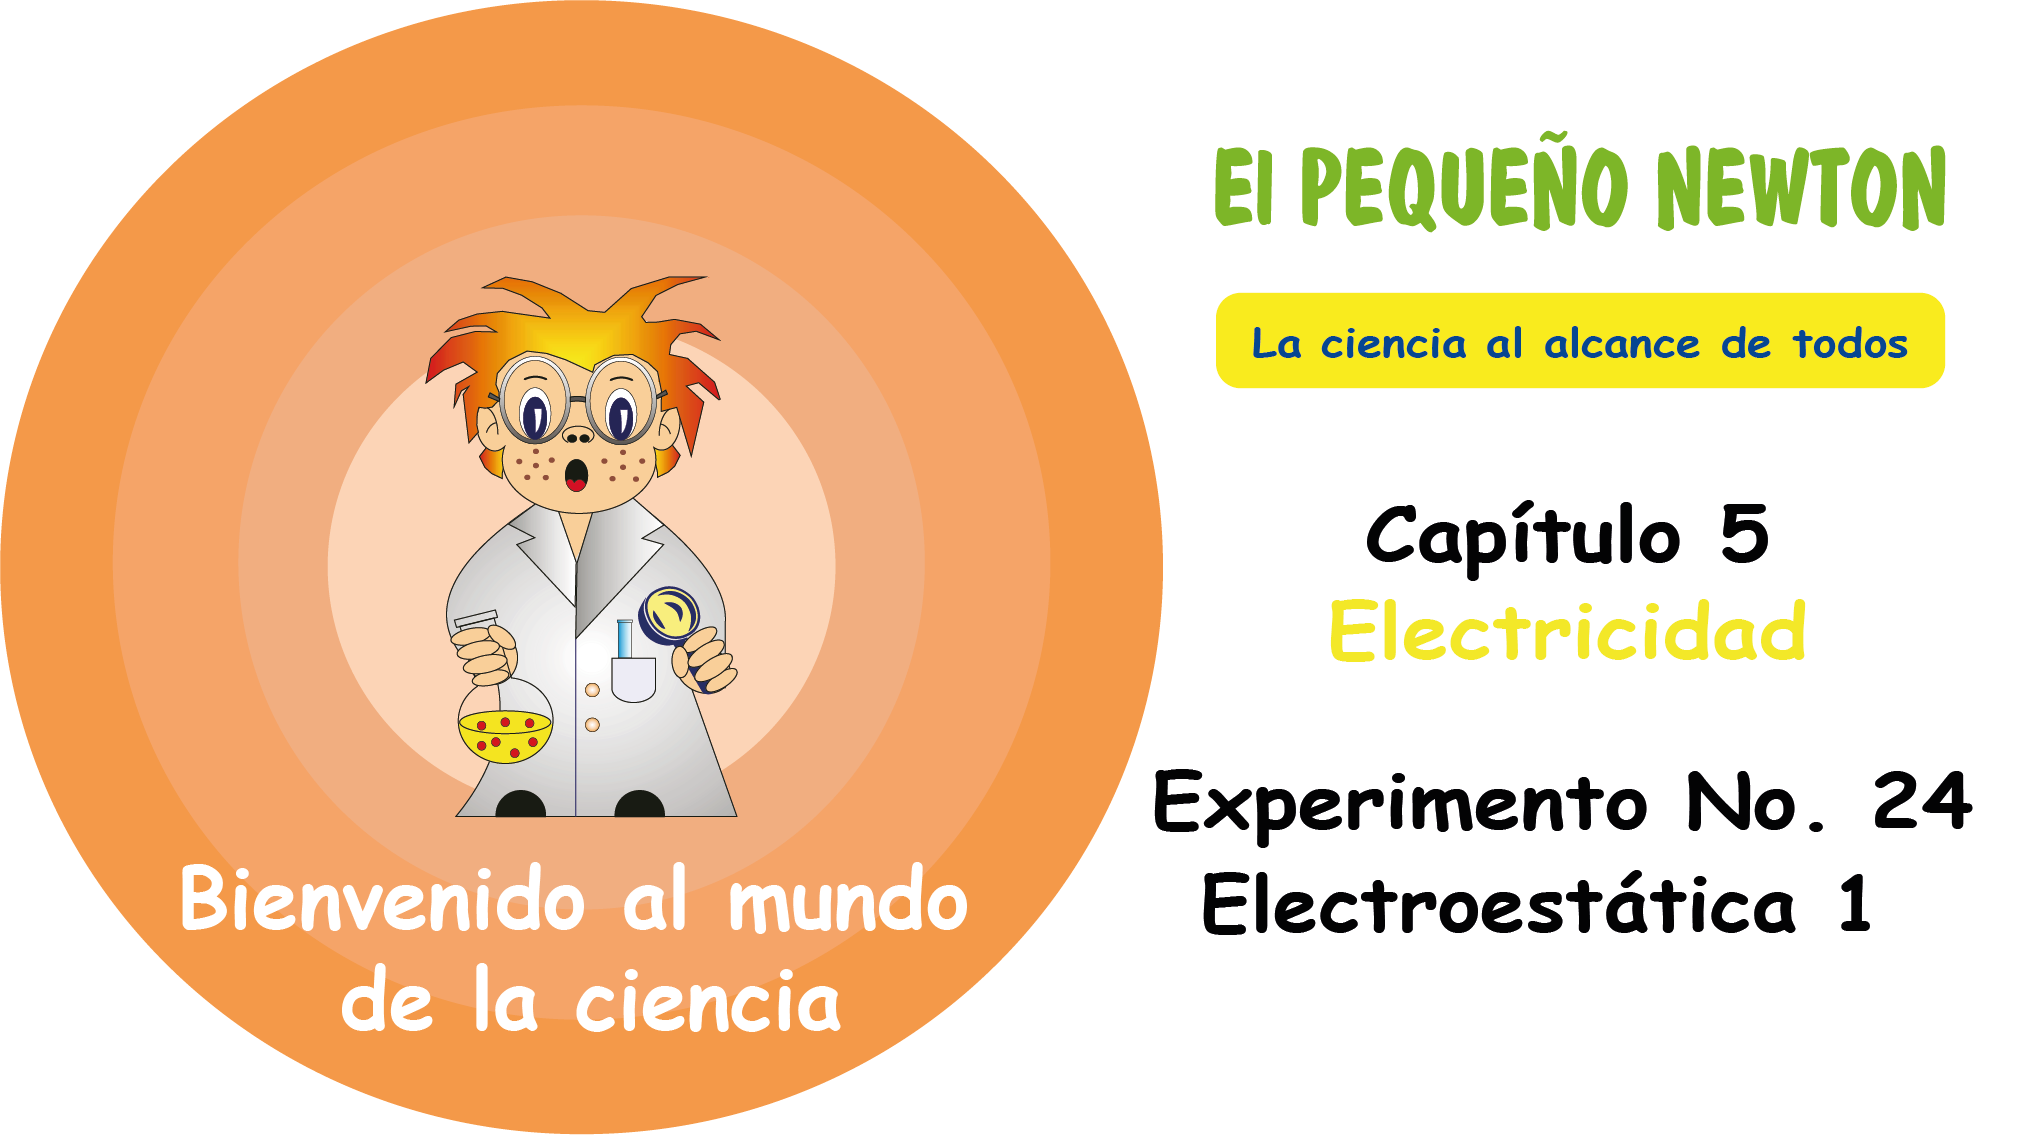 El PEQUEÑO NEWTON
La ciencia al alcance de todos
Capítulo 5
Electricidad
Experimento No. 24
Electroestática 1
Bienvenido al mundo
de la ciencia